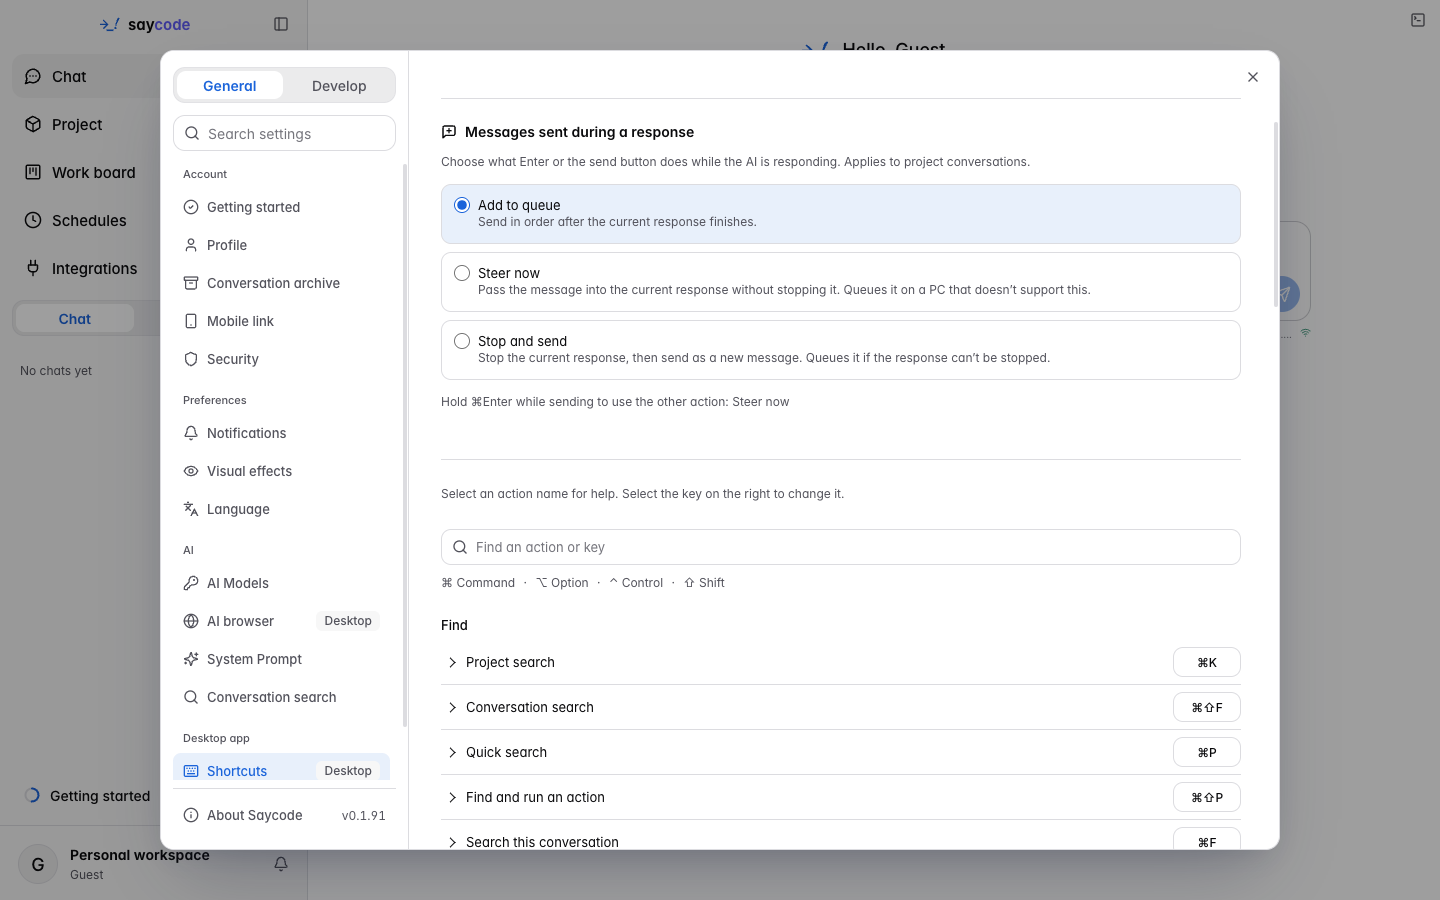 saycode
Chat
Project
Work board
Schedules
Integrations
Chat
No chats yet
Getting started
G
Personal workspace
Guest
Hello, Guest
General
Develop
Search settings
Account
Getting started
Profile
Conversation archive
Mobile link
Security
Preferences
Notifications
Visual effects
Language
AI
AI Models
AI browser
Desktop
System Prompt
Conversation search
Desktop app
Shortcuts
Desktop
About Saycode
v0.1.91
Messages sent during a response
Choose what Enter or the send button does while the AI is responding. Applies to project conversations.
Add to queue
Send in order after the current response finishes.
Steer now
Pass the message into the current response without stopping it. Queues it on a PC that doesn’t support this.
Stop and send
Stop the current response, then send as a new message. Queues it if the response can’t be stopped.
Hold ⌘Enter while sending to use the other action: Steer now
Select an action name for help. Select the key on the right to change it.
Find an action or key
⌘ Command · ⌥ Option · ⌃ Control · ⇧ Shift
Find
Project search
⌘K
Conversation search
⌘⇧F
Quick search
⌘P
Find and run an action
⌘⇧P
Search this conversation
⌘F